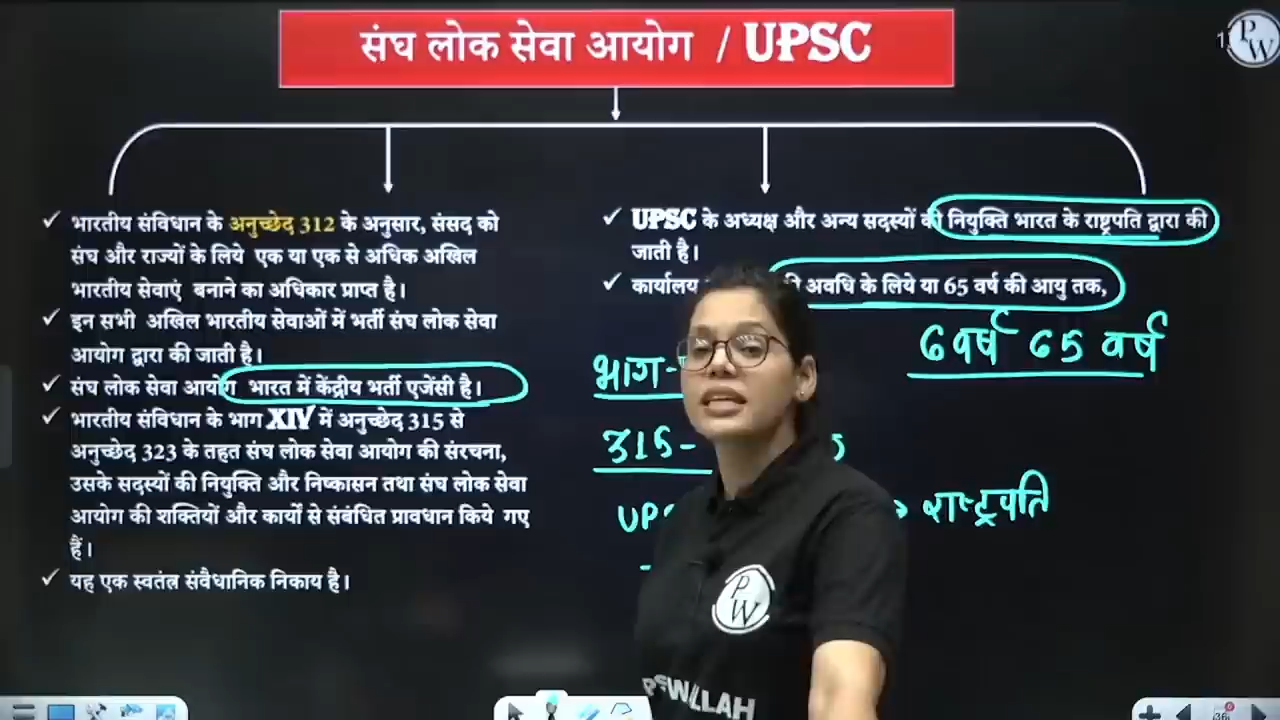 संघ लोक सेवा आयोग / UPSC
PW
भारतीय संविधान के अनुच्छेद 312 के अनुसार, संसद को
संघ और राज्यों के लिये एक या एक से अधिक अखिल
भारतीय सेवाएं बनाने का अधिकार प्राप्त है।
इन सभी अखिल भारतीय सेवाओं में भर्ती संघ लोक सेवा
आयोग द्वारा की जाती है।
संघ लोक सेवा आयोग भारत में केंद्रीय भर्ती एजेंसी है।
भारतीय संविधान के भाग XIV में अनुच्छेद 315 से
अनुच्छेद 323 के तहत संघ लोक सेवा आयोग की संरचना,
उसके सदस्यों की नियुक्ति और निष्कासन तथा संघ लोक सेवा
आयोग की शक्तियों और कार्यों से संबंधित प्रावधान किये गए
हैं।
यह एक स्वतंत्र संवैधानिक निकाय है।
UPSC के अध्यक्ष और अन्य सदस्यों की नियुक्ति भारत के राष्ट्रपति द्वारा की
जाती है।
कार्यालय अवधि के लिये या 65 वर्ष की आयु तक,
6 वर्ष 65 वर्ष
भाग-
315-
राष्ट्रपति
PW